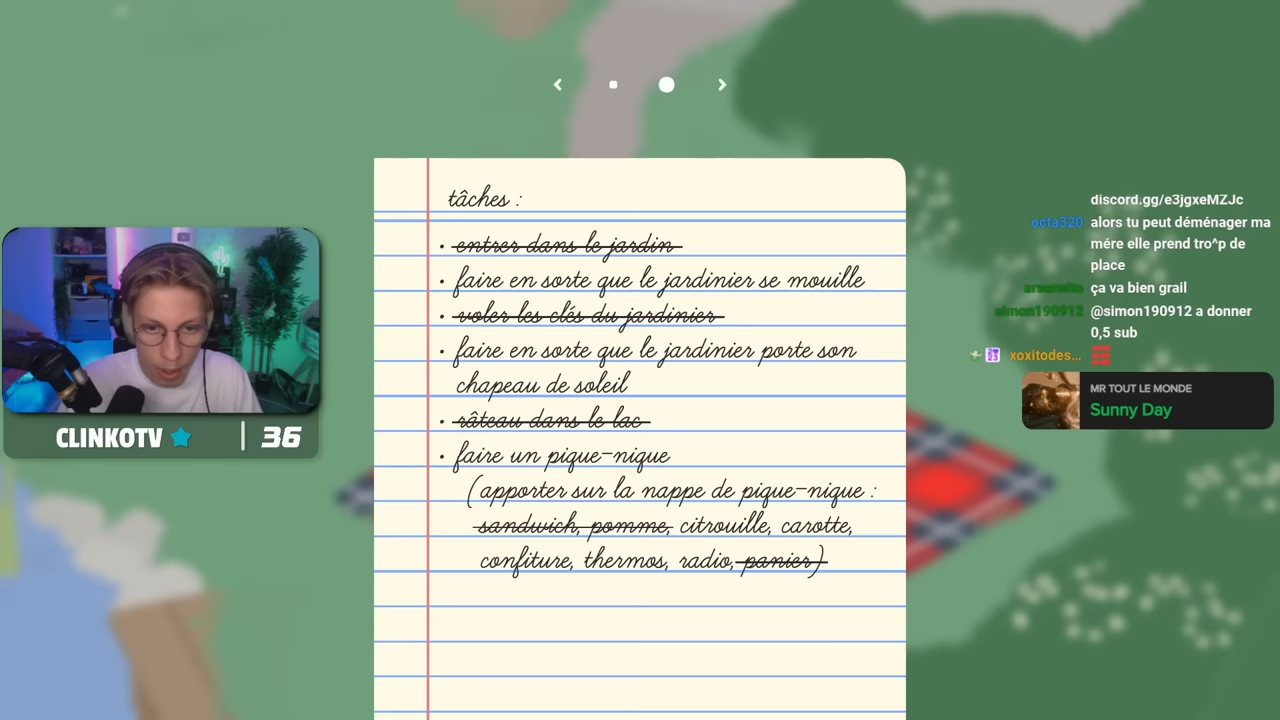 tâches :
• entrer dans le jardin
• faire en sorte que le jardinier se mouille
• voler les clés du jardinier
• faire en sorte que le jardinier porte son
chapeau de soleil
• râteau dans le lac
• faire un pique-nique
(apporter sur la nappe de pique-nique :
sandwich, pomme, citrouille, carotte,
confiture, thermos, radio, panier)
CLINKOTV 36
discord.gg/e3jgxeMZJc
octa320 alors tu peut déménager ma
mére elle prend tro^p de
place
ça va bien grail
simon190912 @simon190912 a donner
0,5 sub
xoxitodes...
MR TOUT LE MONDE
Sunny Day